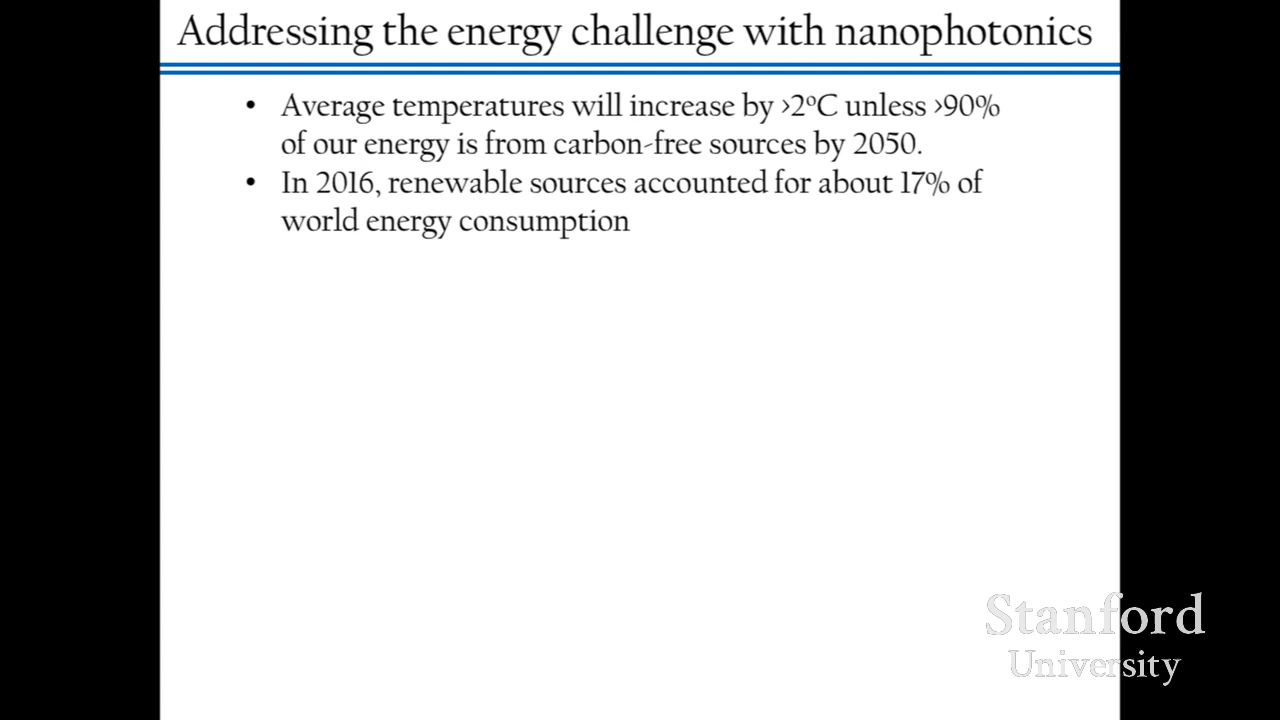 Addressing the energy challenge with nanophotonics
• Average temperatures will increase by >2°C unless >90%
of our energy is from carbon-free sources by 2050.
• In 2016, renewable sources accounted for about 17% of
world energy consumption
Stanford
University